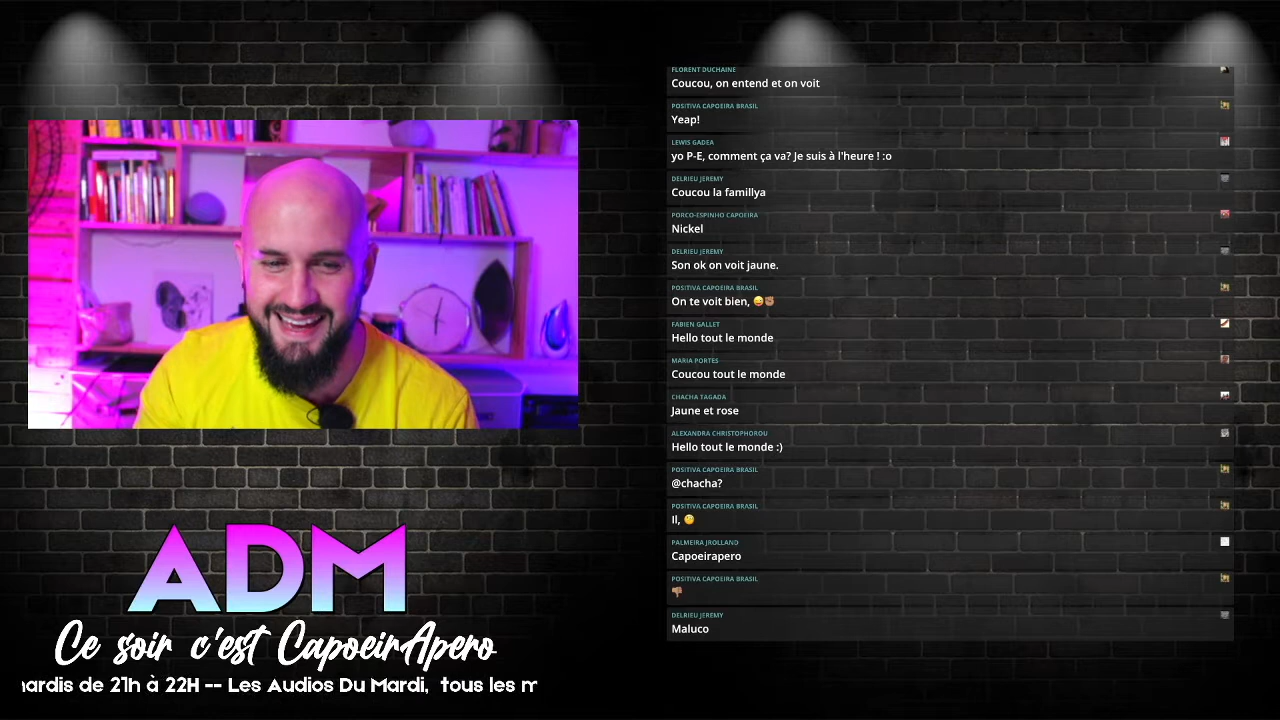 FLORENT DUCHAINE
Coucou, on entend et on voit
POSITIVA CAPOEIRA BRASIL
Yeap!
LEWIS GADEA
yo P-E, comment ça va? Je suis à l'heure ! :o
DELRIEU JEREMY
Coucou la famillya
PORCO-ESPINHO CAPOEIRA
Nickel
DELRIEU JEREMY
Son ok on voit jaune.
POSITIVA CAPOEIRA BRASIL
On te voit bien, 😜✊🏽
FABIEN GALLET
Hello tout le monde
MARIA PORTES
Coucou tout le monde
CHACHA TAGADA
Jaune et rose
ALEXANDRA CHRISTOPHOROU
Hello tout le monde :)
POSITIVA CAPOEIRA BRASIL
@chacha?
POSITIVA CAPOEIRA BRASIL
Il, 🤔
PALMEIRA JROLLAND
Capoeirapero
POSITIVA CAPOEIRA BRASIL
👎🏽
DELRIEU JEREMY
Maluco
ADM
Ce soir c'est CapoeirApero
ardis de 21h à 22H -- Les Audios Du Mardi, tous les m